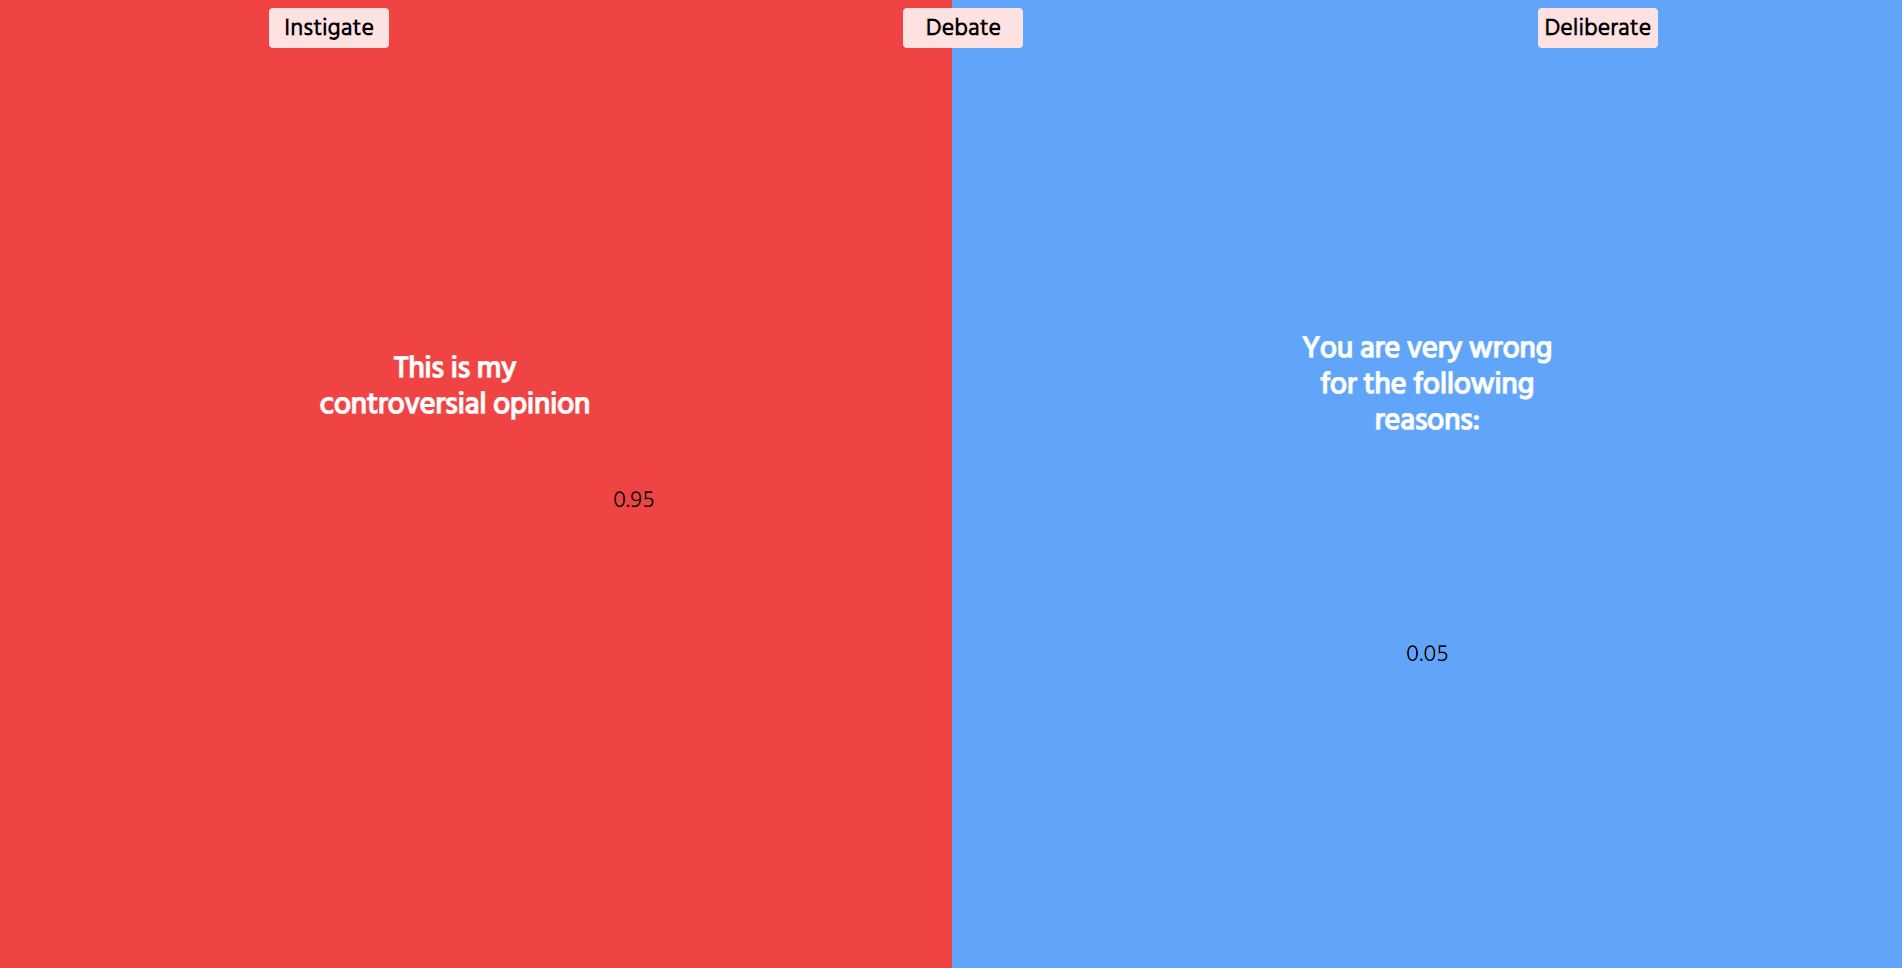 Instigate
Debate
Deliberate
This is my
controversial opinion
0.95
You are very wrong
for the following
reasons:
0.05